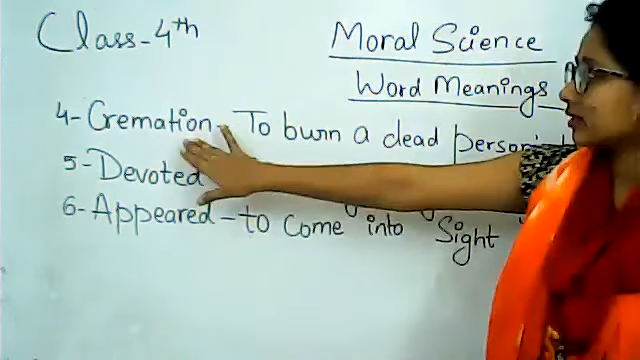 Class-4th
Moral Science
Word Meanings
4- Cremation - To burn a dead person's
5- Devoted
6- Appeared - to come into Sight